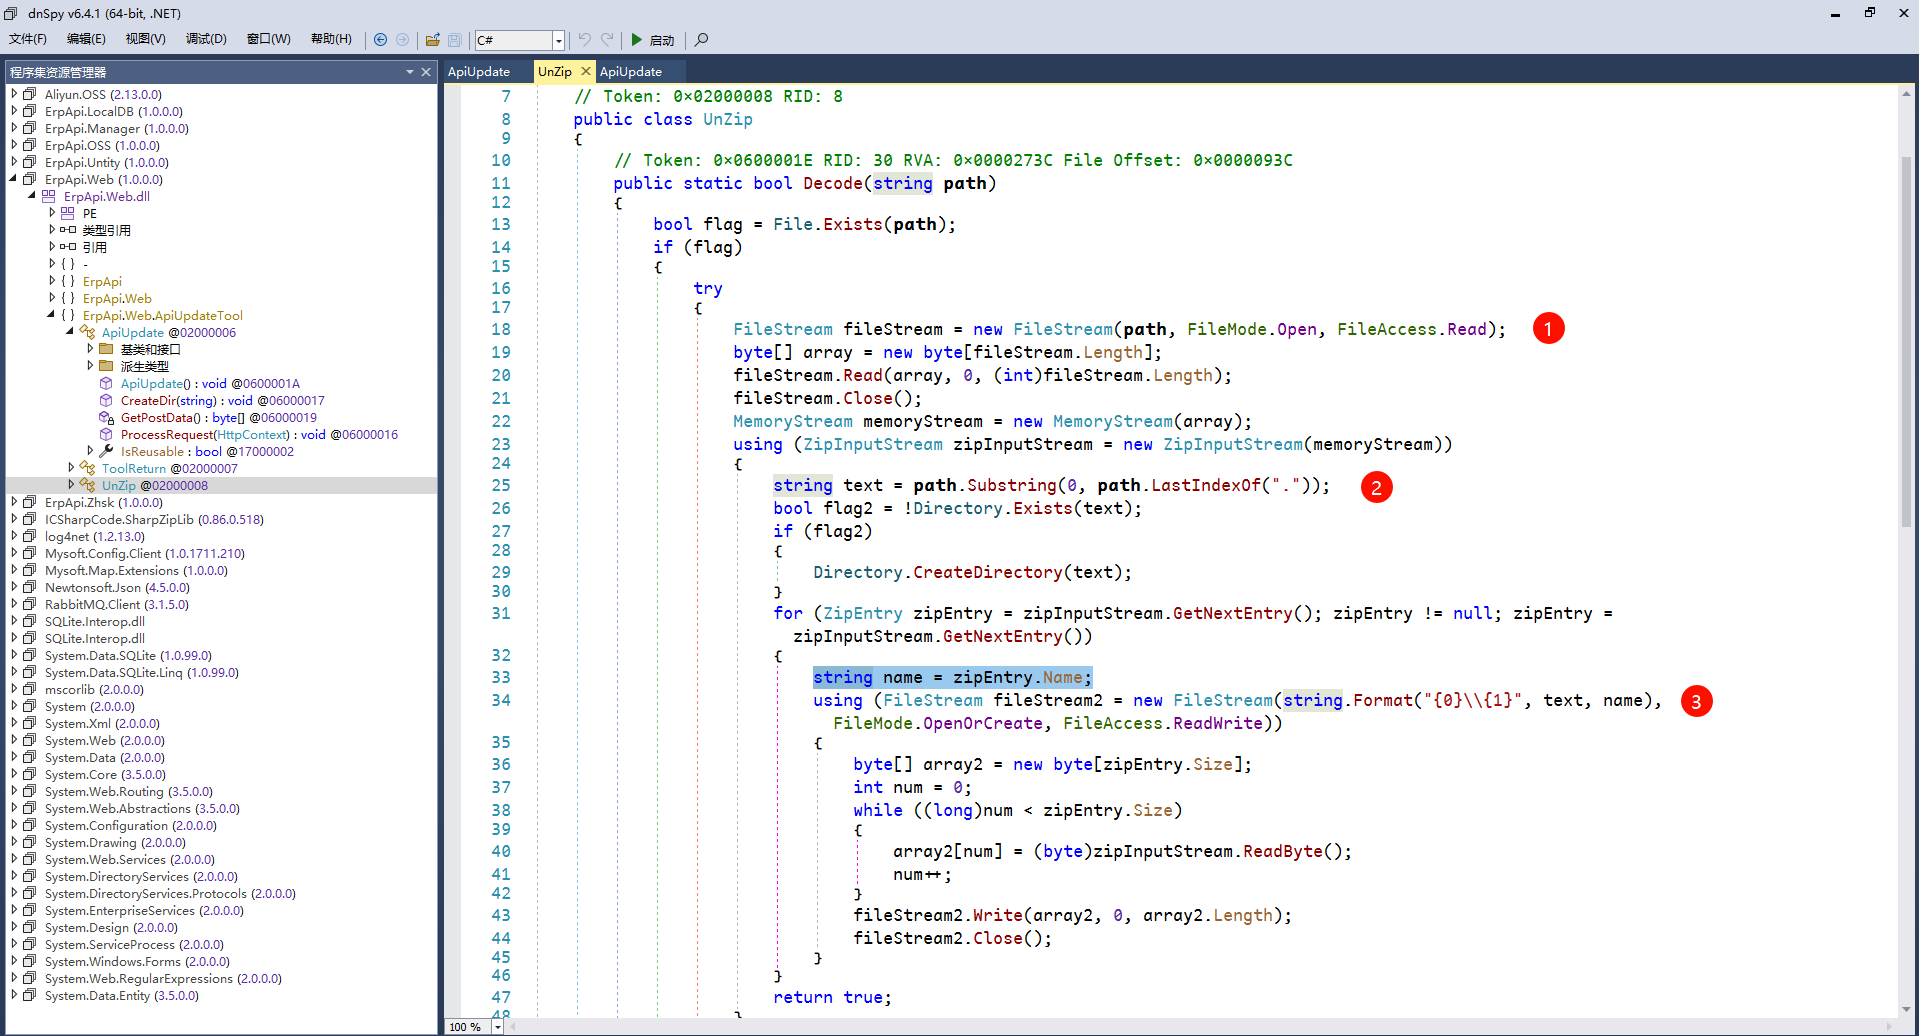 dnSpy v6.4.1 (64-bit, .NET)
文件(F) 编辑(E) 视图(V) 调试(D) 窗口(W) 帮助(H) C# 启动
程序集资源管理器
Aliyun.OSS (2.13.0.0)
ErpApi.LocalDB (1.0.0.0)
ErpApi.Manager (1.0.0.0)
ErpApi.OSS (1.0.0.0)
ErpApi.Untity (1.0.0.0)
ErpApi.Web (1.0.0.0)
ErpApi.Web.dll
PE
类型引用
引用
{ } -
{ } ErpApi
{ } ErpApi.Web
{ } ErpApi.Web.ApiUpdateTool
ApiUpdate @02000006
基类和接口
派生类型
ApiUpdate() : void @0600001A
CreateDir(string) : void @06000017
GetPostData() : byte[] @06000019
ProcessRequest(HttpContext) : void @06000016
IsReusable : bool @17000002
ToolReturn @02000007
UnZip @02000008
ErpApi.Zhsk (1.0.0.0)
ICSharpCode.SharpZipLib (0.86.0.518)
log4net (1.2.13.0)
Mysoft.Config.Client (1.0.1711.210)
Mysoft.Map.Extensions (1.0.0.0)
Newtonsoft.Json (4.5.0.0)
RabbitMQ.Client (3.1.5.0)
SQLite.Interop.dll
SQLite.Interop.dll
System.Data.SQLite (1.0.99.0)
System.Data.SQLite.Linq (1.0.99.0)
mscorlib (2.0.0.0)
System (2.0.0.0)
System.Xml (2.0.0.0)
System.Web (2.0.0.0)
System.Data (2.0.0.0)
System.Core (3.5.0.0)
System.Web.Routing (3.5.0.0)
System.Web.Abstractions (3.5.0.0)
System.Configuration (2.0.0.0)
System.Drawing (2.0.0.0)
System.Web.Services (2.0.0.0)
System.DirectoryServices (2.0.0.0)
System.DirectoryServices.Protocols (2.0.0.0)
System.EnterpriseServices (2.0.0.0)
System.Design (2.0.0.0)
System.ServiceProcess (2.0.0.0)
System.Windows.Forms (2.0.0.0)
System.Web.RegularExpressions (2.0.0.0)
System.Data.Entity (3.5.0.0)
ApiUpdate UnZip ApiUpdate
7 // Token: 0×02000008 RID: 8
8 public class UnZip
9 {
10 // Token: 0×0600001E RID: 30 RVA: 0×0000273C File Offset: 0×0000093C
11 public static bool Decode(string path)
12 {
13 bool flag = File.Exists(path);
14 if (flag)
15 {
16 try
17 {
18 FileStream fileStream = new FileStream(path, FileMode.Open, FileAccess.Read); 1
19 byte[] array = new byte[fileStream.Length];
20 fileStream.Read(array, 0, (int)fileStream.Length);
21 fileStream.Close();
22 MemoryStream memoryStream = new MemoryStream(array);
23 using (ZipInputStream zipInputStream = new ZipInputStream(memoryStream))
24 {
25 string text = path.Substring(0, path.LastIndexOf(".")); 2
26 bool flag2 = !Directory.Exists(text);
27 if (flag2)
28 {
29 Directory.CreateDirectory(text);
30 }
31 for (ZipEntry zipEntry = zipInputStream.GetNextEntry(); zipEntry != null; zipEntry =
zipInputStream.GetNextEntry())
32 {
33 string name = zipEntry.Name;
34 using (FileStream fileStream2 = new FileStream(string.Format("{0}\\{1}", text, name), 3
FileMode.OpenOrCreate, FileAccess.ReadWrite))
35 {
36 byte[] array2 = new byte[zipEntry.Size];
37 int num = 0;
38 while ((long)num < zipEntry.Size)
39 {
40 array2[num] = (byte)zipInputStream.ReadByte();
41 num++;
42 }
43 fileStream2.Write(array2, 0, array2.Length);
44 fileStream2.Close();
45 }
46 }
47 return true;
48 }
100 %